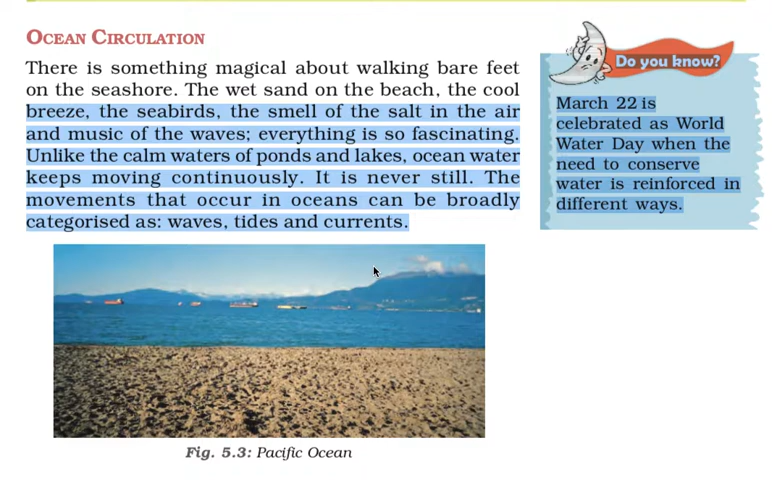 OCEAN CIRCULATION
There is something magical about walking bare feet
on the seashore. The wet sand on the beach, the cool
breeze, the seabirds, the smell of the salt in the air
and music of the waves; everything is so fascinating.
Unlike the calm waters of ponds and lakes, ocean water
keeps moving continuously. It is never still. The
movements that occur in oceans can be broadly
categorised as: waves, tides and currents.
Fig. 5.3: Pacific Ocean
Do you know?
March 22 is
celebrated as World
Water Day when the
need to conserve
water is reinforced in
different ways.